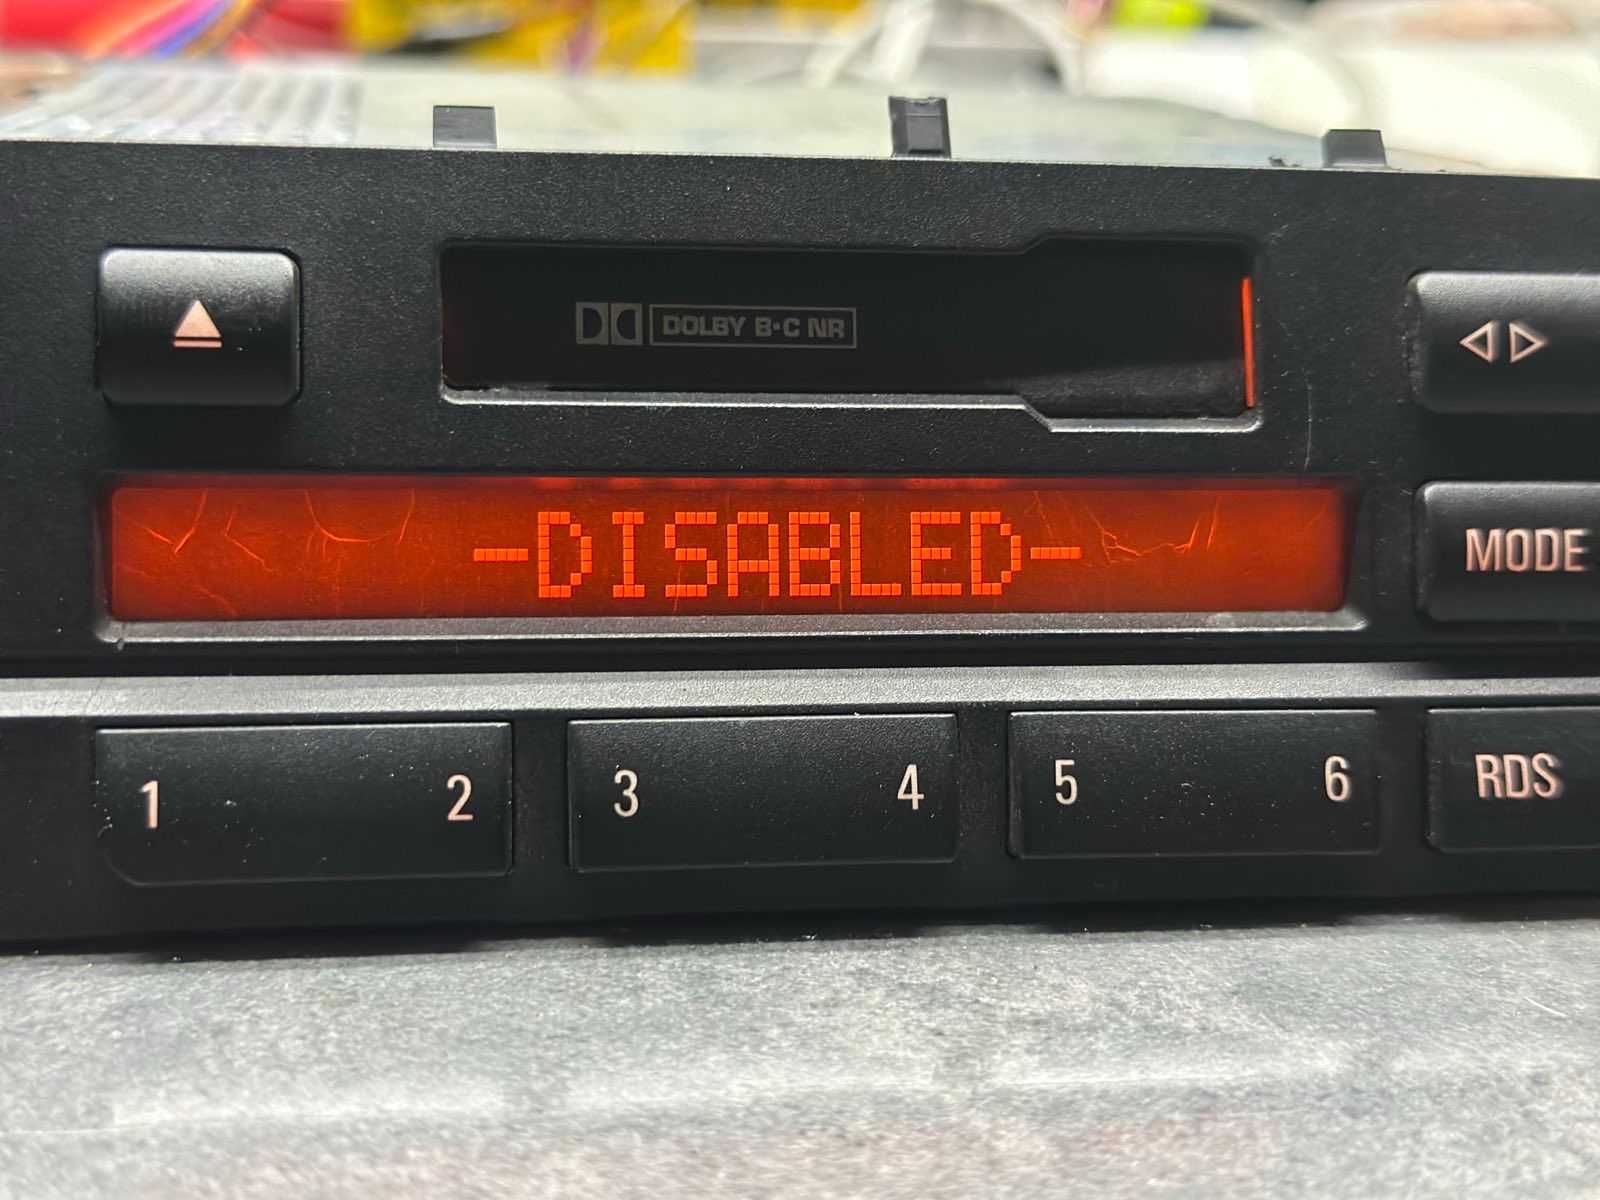 DOLBY B·C NR
-DISABLED-
MODE
1 2 3 4 5 6 RDS